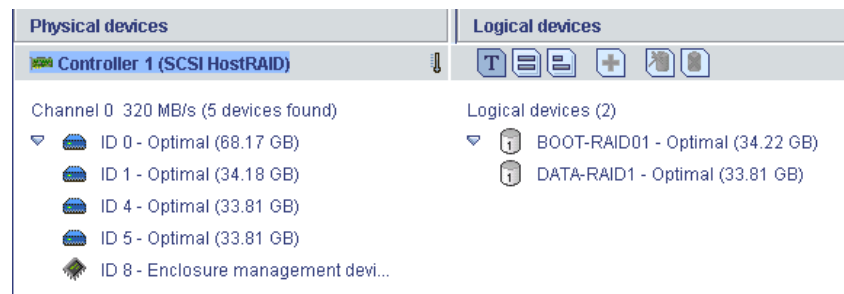 Physical devices
Logical devices
Controller 1 (SCSI HostRAID)
T
Channel 0 320 MB/s (5 devices found)
ID 0 - Optimal (68.17 GB)
ID 1 - Optimal (34.18 GB)
ID 4 - Optimal (33.81 GB)
ID 5 - Optimal (33.81 GB)
ID 8 - Enclosure management devi...
Logical devices (2)
1 BOOT-RAID01 - Optimal (34.22 GB)
1 DATA-RAID1 - Optimal (33.81 GB)